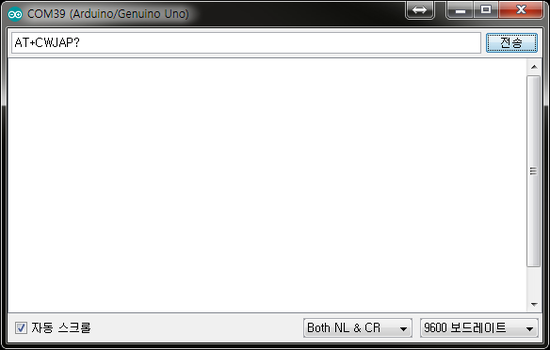 COM39 (Arduino/Genuino Uno)
AT+CWJAP?
전송
자동 스크롤
Both NL & CR
9600 보드레이트